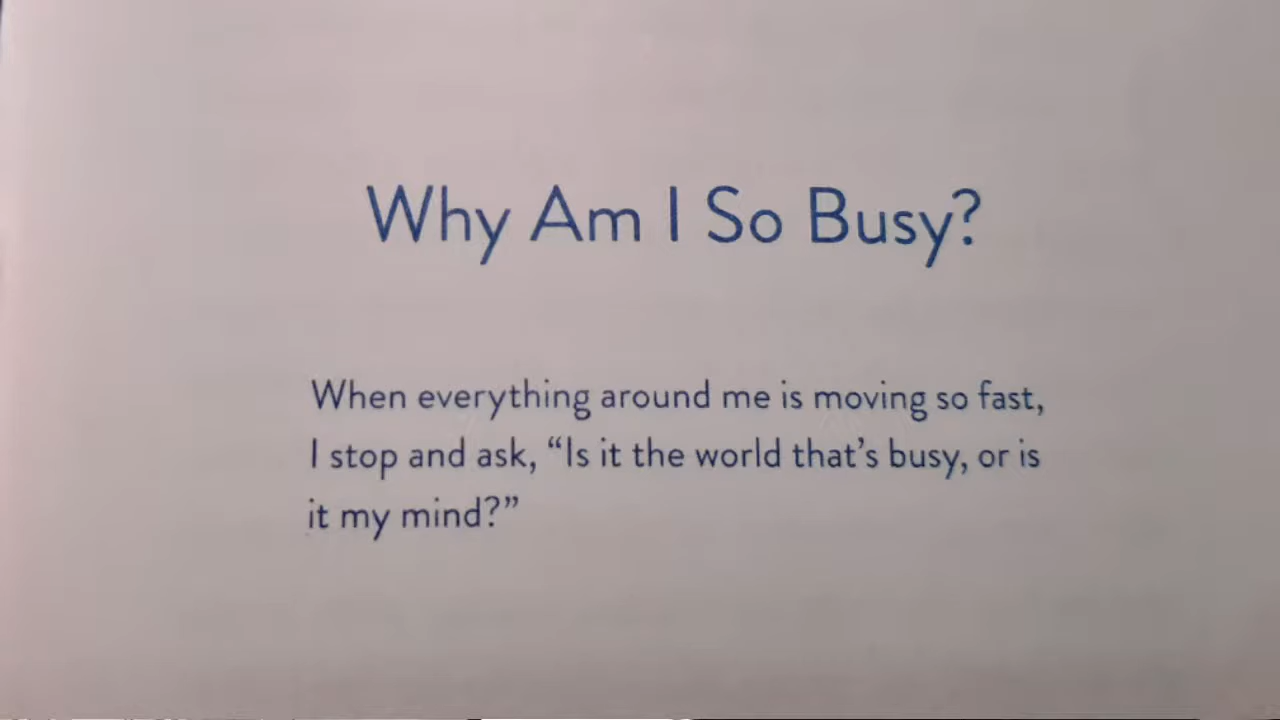 Why Am I So Busy?
When everything around me is moving so fast,
I stop and ask, “Is it the world that’s busy, or is
it my mind?”